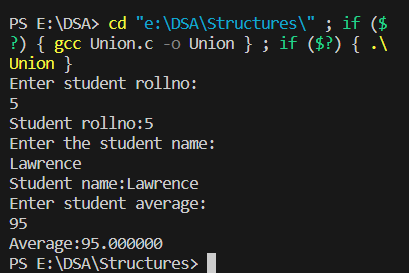 PS E:\DSA> cd "e:\DSA\Structures\" ; if ($
?) { gcc Union.c -o Union } ; if ($?) { .\
Union }
Enter student rollno:
5
Student rollno:5
Enter the student name:
Lawrence
Student name:Lawrence
Enter student average:
95
Average:95.000000
PS E:\DSA\Structures>